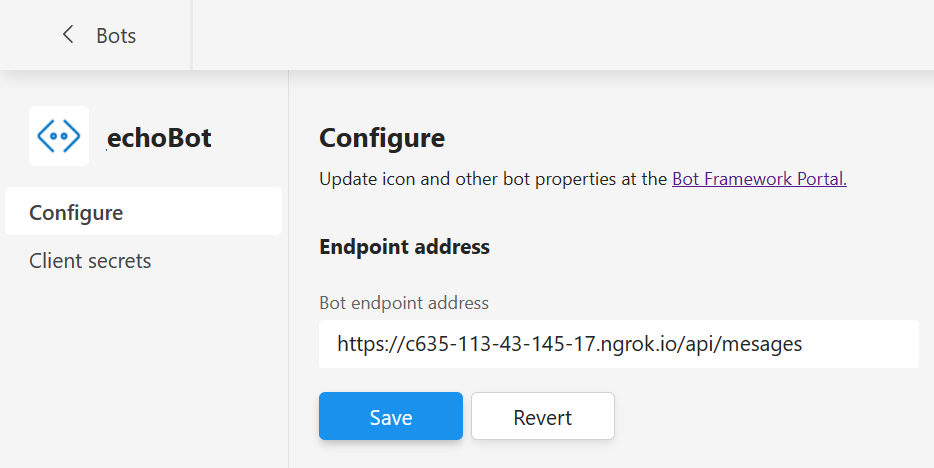 Bots
echoBot
Configure
Client secrets
Configure
Update icon and other bot properties at the Bot Framework Portal.
Endpoint address
Bot endpoint address
https://c635-113-43-145-17.ngrok.io/api/mesages
Save
Revert